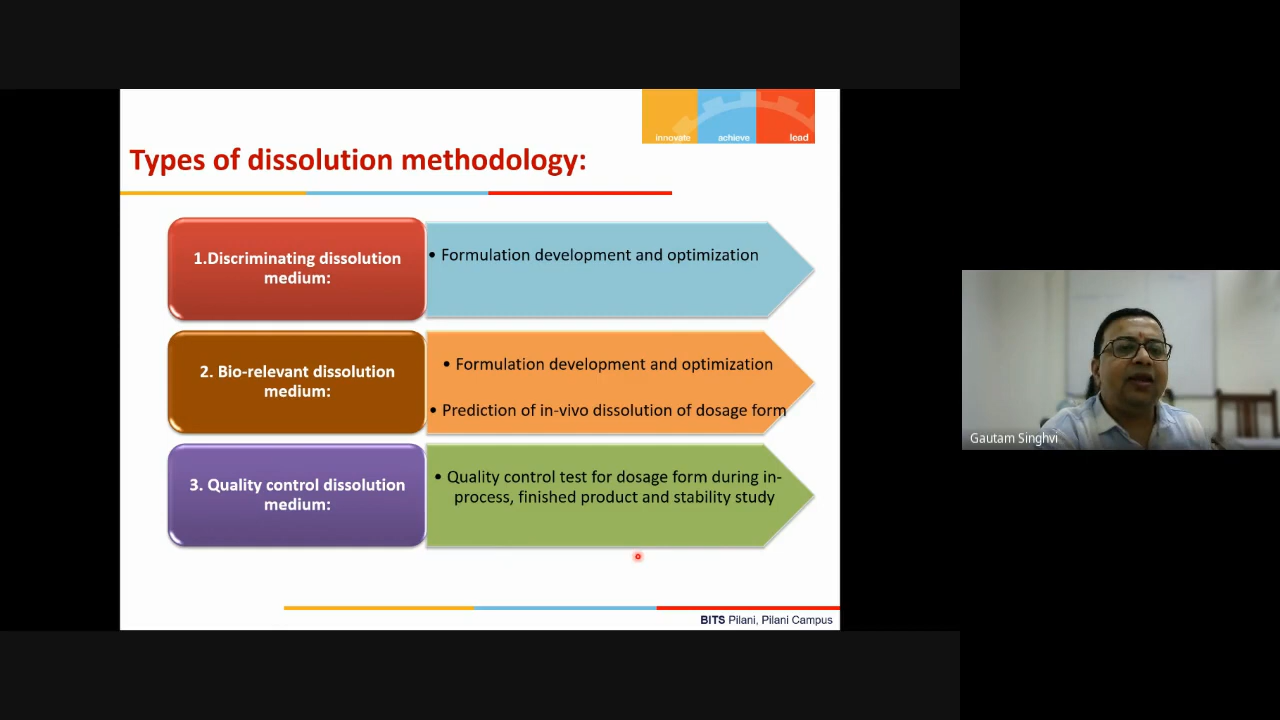 innovate achieve lead
Types of dissolution methodology:
1.Discriminating dissolution
medium:
• Formulation development and optimization
2. Bio-relevant dissolution
medium:
• Formulation development and optimization
• Prediction of in-vivo dissolution of dosage form
3. Quality control dissolution
medium:
• Quality control test for dosage form during in-
process, finished product and stability study
BITS Pilani, Pilani Campus
Gautam Singhvi